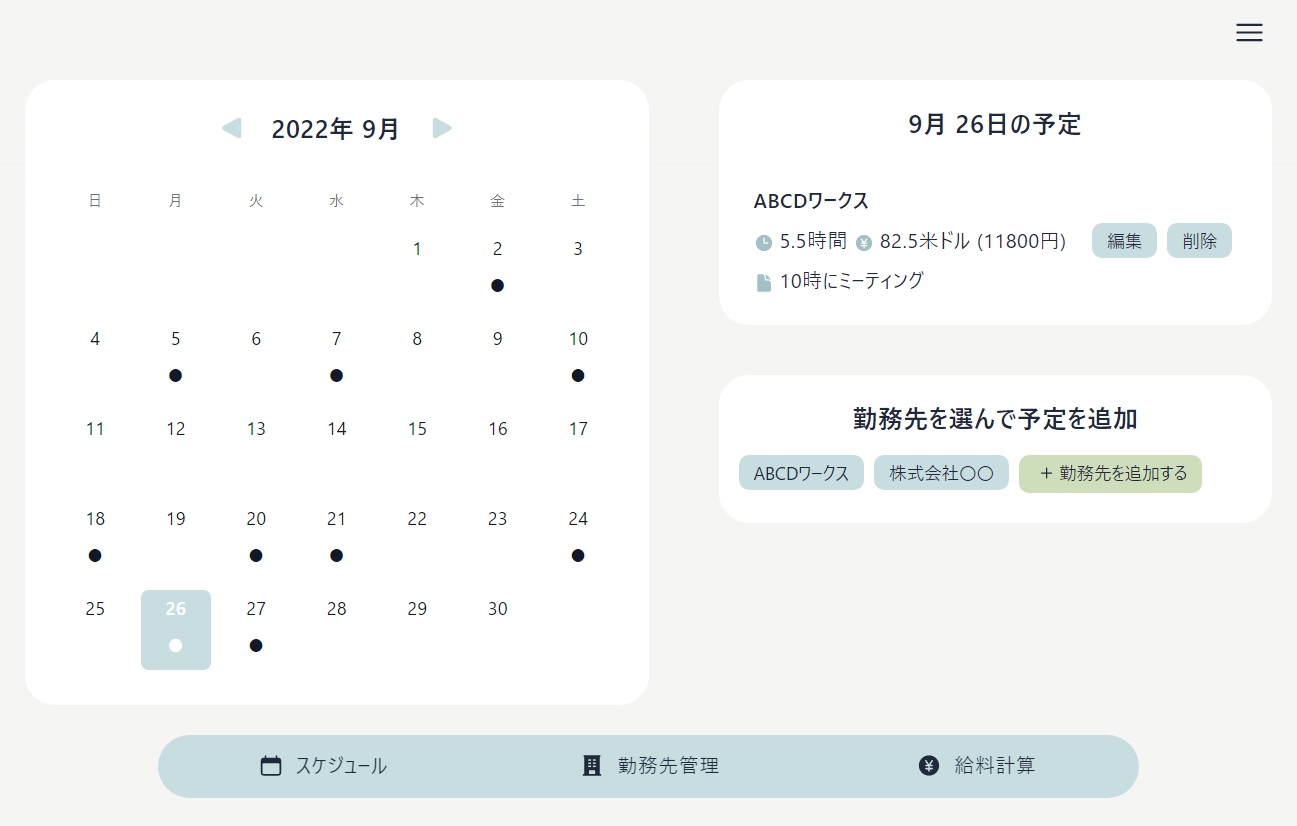 2022年 9月
日 月 火 水 木 金 土
1 2 3
4 5 6 7 8 9 10
11 12 13 14 15 16 17
18 19 20 21 22 23 24
25 26 27 28 29 30
9月 26日の予定
ABCDワークス
5.5時間 ¥ 82.5米ドル (11800円) 編集 削除
10時にミーティング
勤務先を選んで予定を追加
ABCDワークス 株式会社〇〇 + 勤務先を追加する
スケジュール 勤務先管理 ¥ 給料計算